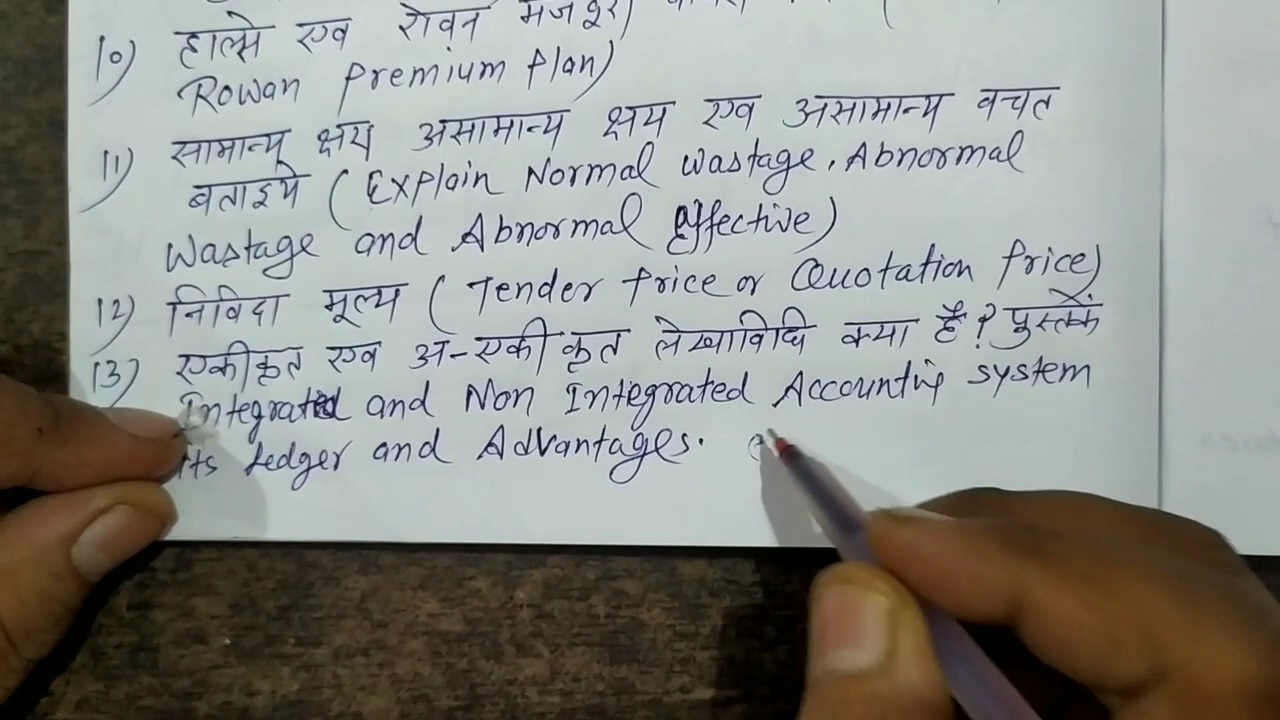 10) हाल्से एव रोवन मजदूरी
Rowan Premium Plan)
11) सामान्य क्षय असामान्य क्षय एव असामान्य बचत
बताइये ( Explain Normal wastage, Abnormal
Wastage and Abnormal effective)
12) निविदा मूल्य ( Tender Price or Quotation Price)
13) एकीकृत एव अ-एकीकृत लेखाविधि क्या है ? पुस्तकें
Integrated and Non Integrated Accounting system
its Ledger and Advantages.